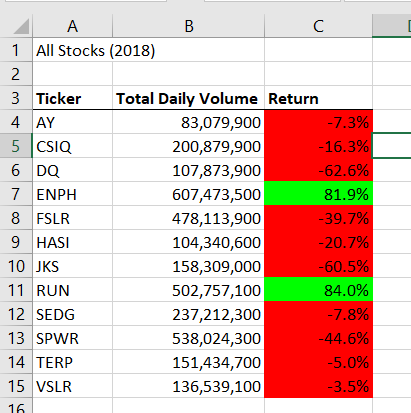 A B C
1 All Stocks (2018)
2
3 Ticker Total Daily Volume Return
4 AY 83,079,900 -7.3%
5 CSIQ 200,879,900 -16.3%
6 DQ 107,873,900 -62.6%
7 ENPH 607,473,500 81.9%
8 FSLR 478,113,900 -39.7%
9 HASI 104,340,600 -20.7%
10 JKS 158,309,000 -60.5%
11 RUN 502,757,100 84.0%
12 SEDG 237,212,300 -7.8%
13 SPWR 538,024,300 -44.6%
14 TERP 151,434,700 -5.0%
15 VSLR 136,539,100 -3.5%
16